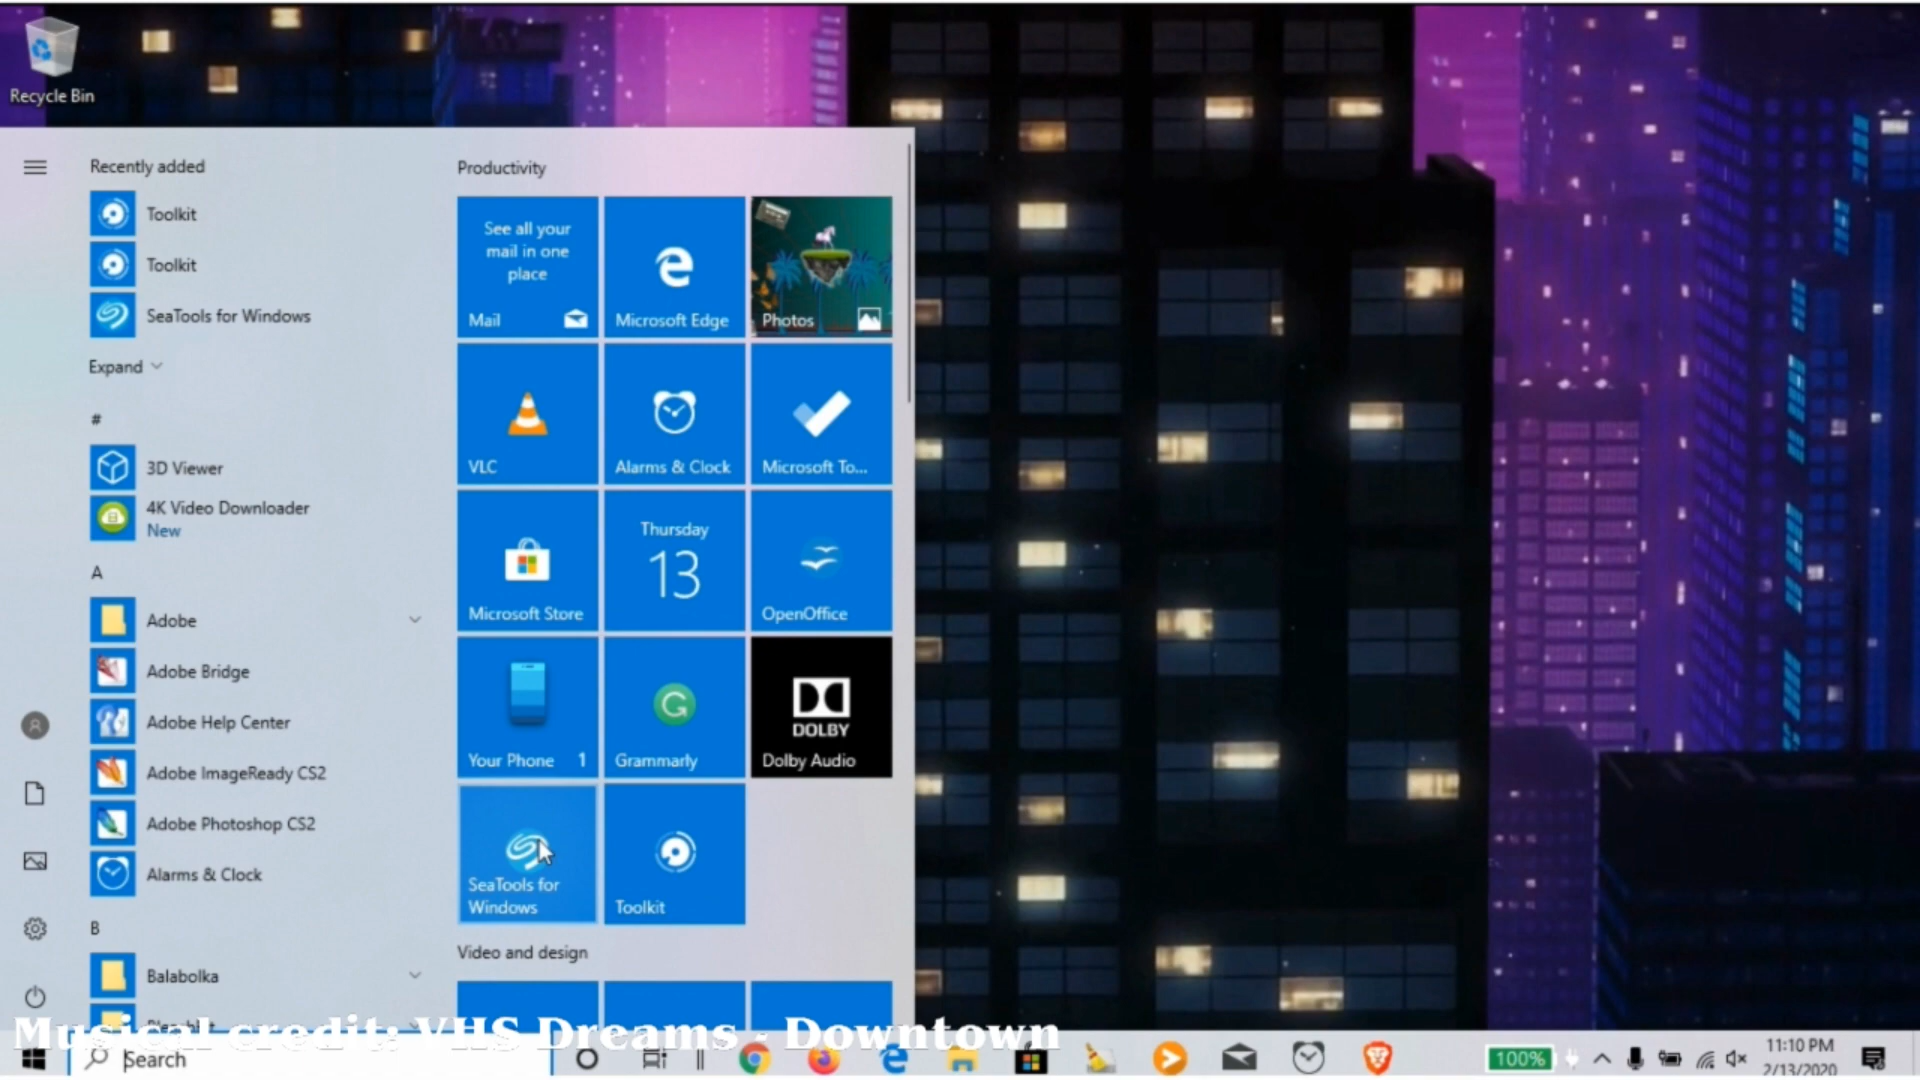 Recycle Bin
Recently added
Toolkit
Toolkit
SeaTools for Windows
Expand
#
3D Viewer
4K Video Downloader
New
A
Adobe
Adobe Bridge
Adobe Help Center
Adobe ImageReady CS2
Adobe Photoshop CS2
Alarms & Clock
B
Balabolka
Productivity
See all your
mail in one
place
Mail
Microsoft Edge
Photos
VLC
Alarms & Clock
Microsoft To...
Microsoft Store
Thursday
13
OpenOffice
Your Phone 1
Grammarly
DOLBY
Dolby Audio
SeaTools for
Windows
Toolkit
Video and design
Musical credit: VHS Dreams - Downtown
Search
100%
11:10 PM
2/13/2020